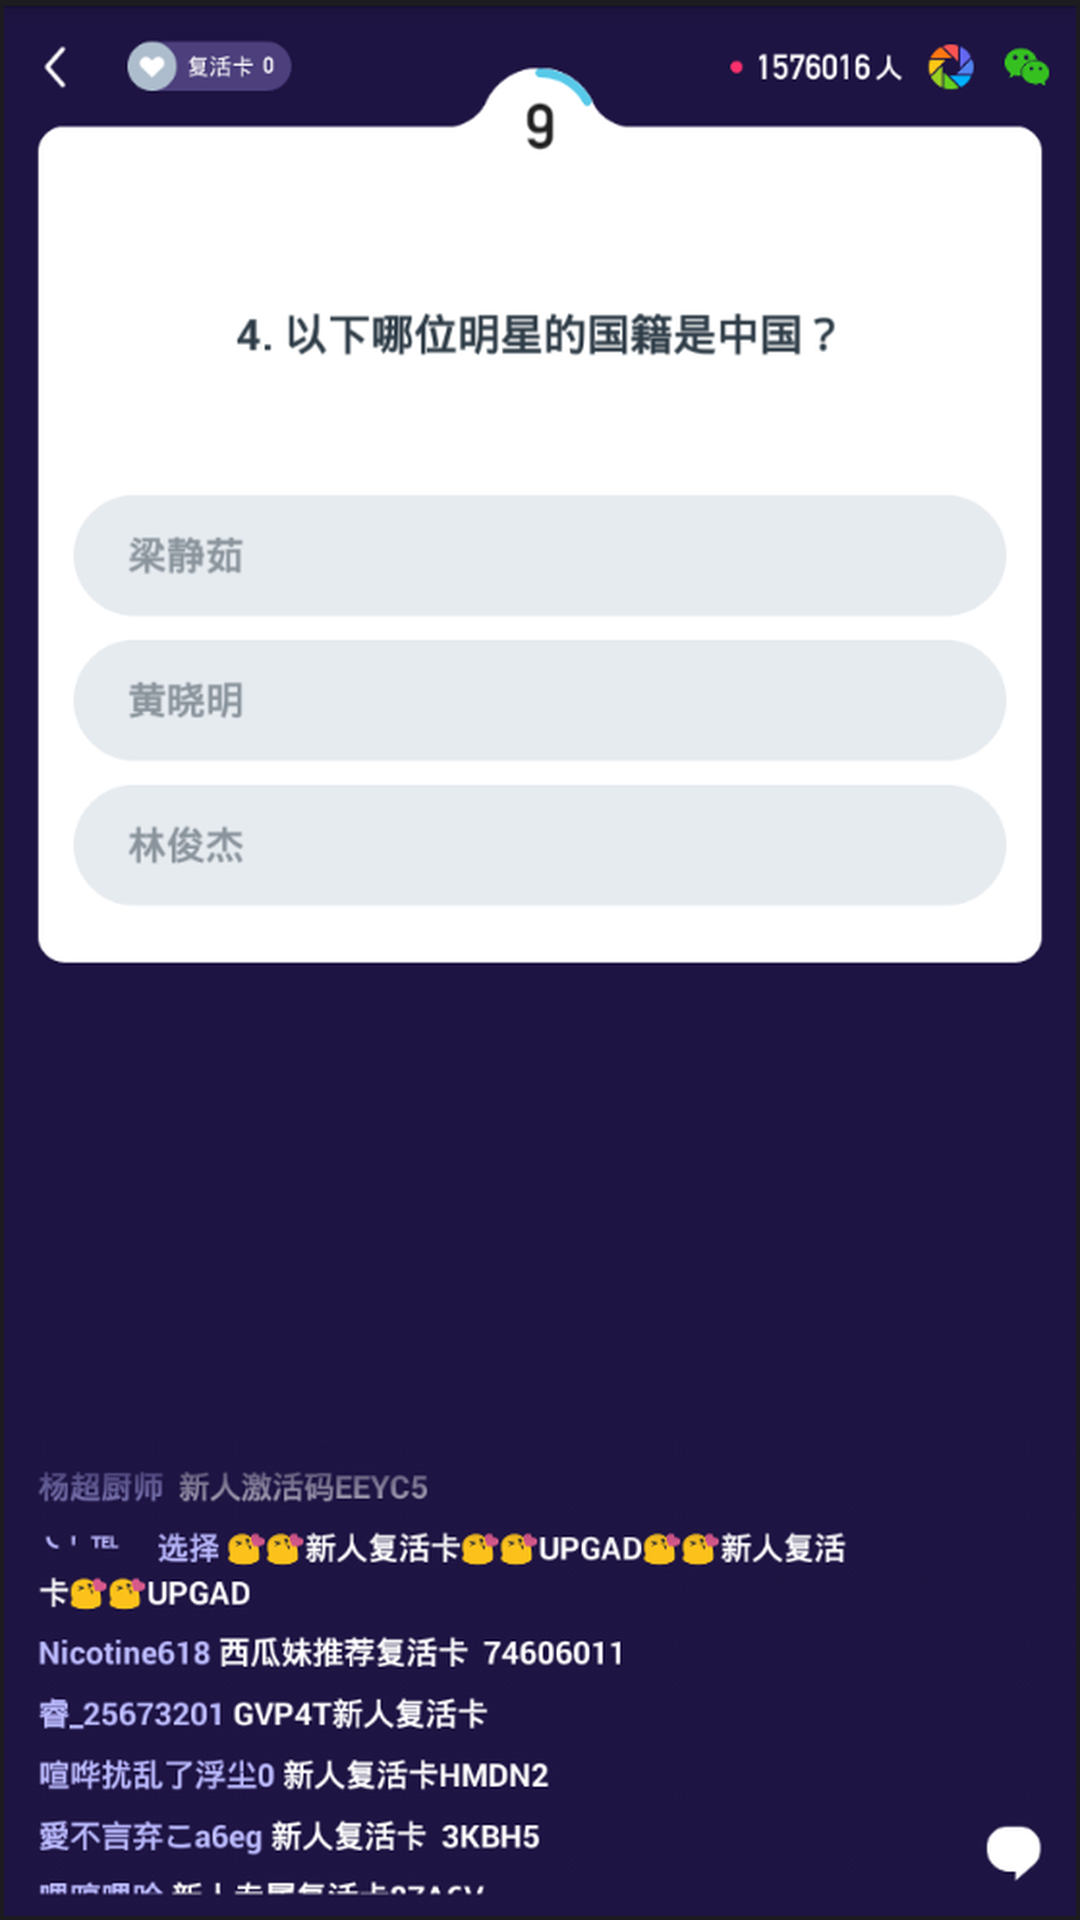 复活卡 0
1576016人
9
4. 以下哪位明星的国籍是中国？
梁静茹
黄晓明
林俊杰
杨超厨师 新人激活码EEYC5
TEL 选择 新人复活卡UPGAD新人复活
卡UPGAD
Nicotine618 西瓜妹推荐复活卡 74606011
睿_25673201 GVP4T新人复活卡
喧哗扰乱了浮尘0 新人复活卡HMDN2
愛不言弃こa6eg 新人复活卡 3KBH5